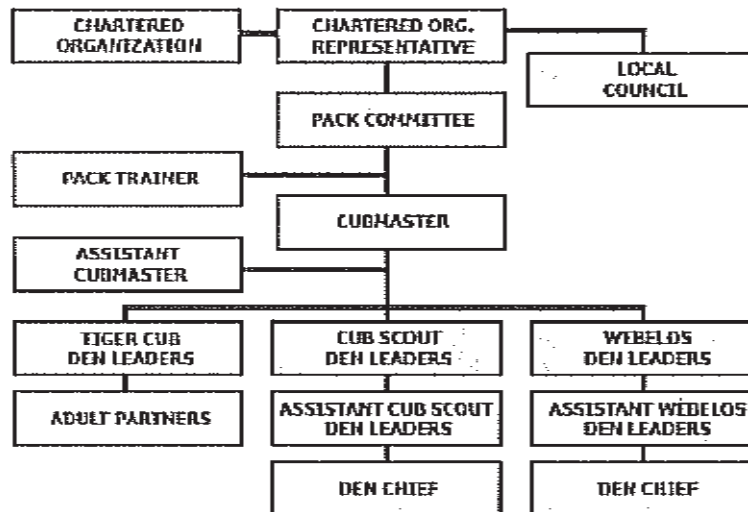 CHARTERED
ORGANIZATION
CHARTERED ORG.
REPRESENTATIVE
LOCAL
COUNCIL
PACK COMMITTEE
PACK TRAINER
CUBMASTER
ASSISTANT
CUBMASTER
TIGER CUB
DEN LEADERS
CUB SCOUT
DEN LEADERS
WEBELOS
DEN LEADERS
ADULT PARTNERS
ASSISTANT CUB SCOUT
DEN LEADERS
ASSISTANT WEBELOS
DEN LEADERS
DEN CHIEF
DEN CHIEF